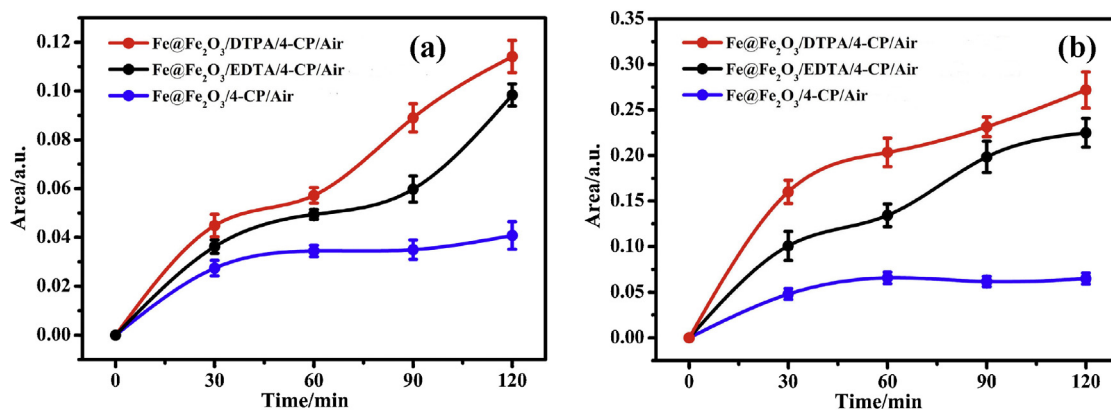 (a)
Fe@Fe₂O₃/DTPA/4-CP/Air
Fe@Fe₂O₃/EDTA/4-CP/Air
Fe@Fe₂O₃/4-CP/Air
Area/a.u.
0.12
0.10
0.08
0.06
0.04
0.02
0.00
0 30 60 90 120
Time/min
(b)
Fe@Fe₂O₃/DTPA/4-CP/Air
Fe@Fe₂O₃/EDTA/4-CP/Air
Fe@Fe₂O₃/4-CP/Air
Area/a.u.
0.35
0.30
0.25
0.20
0.15
0.10
0.05
0.00
0 30 60 90 120
Time/min